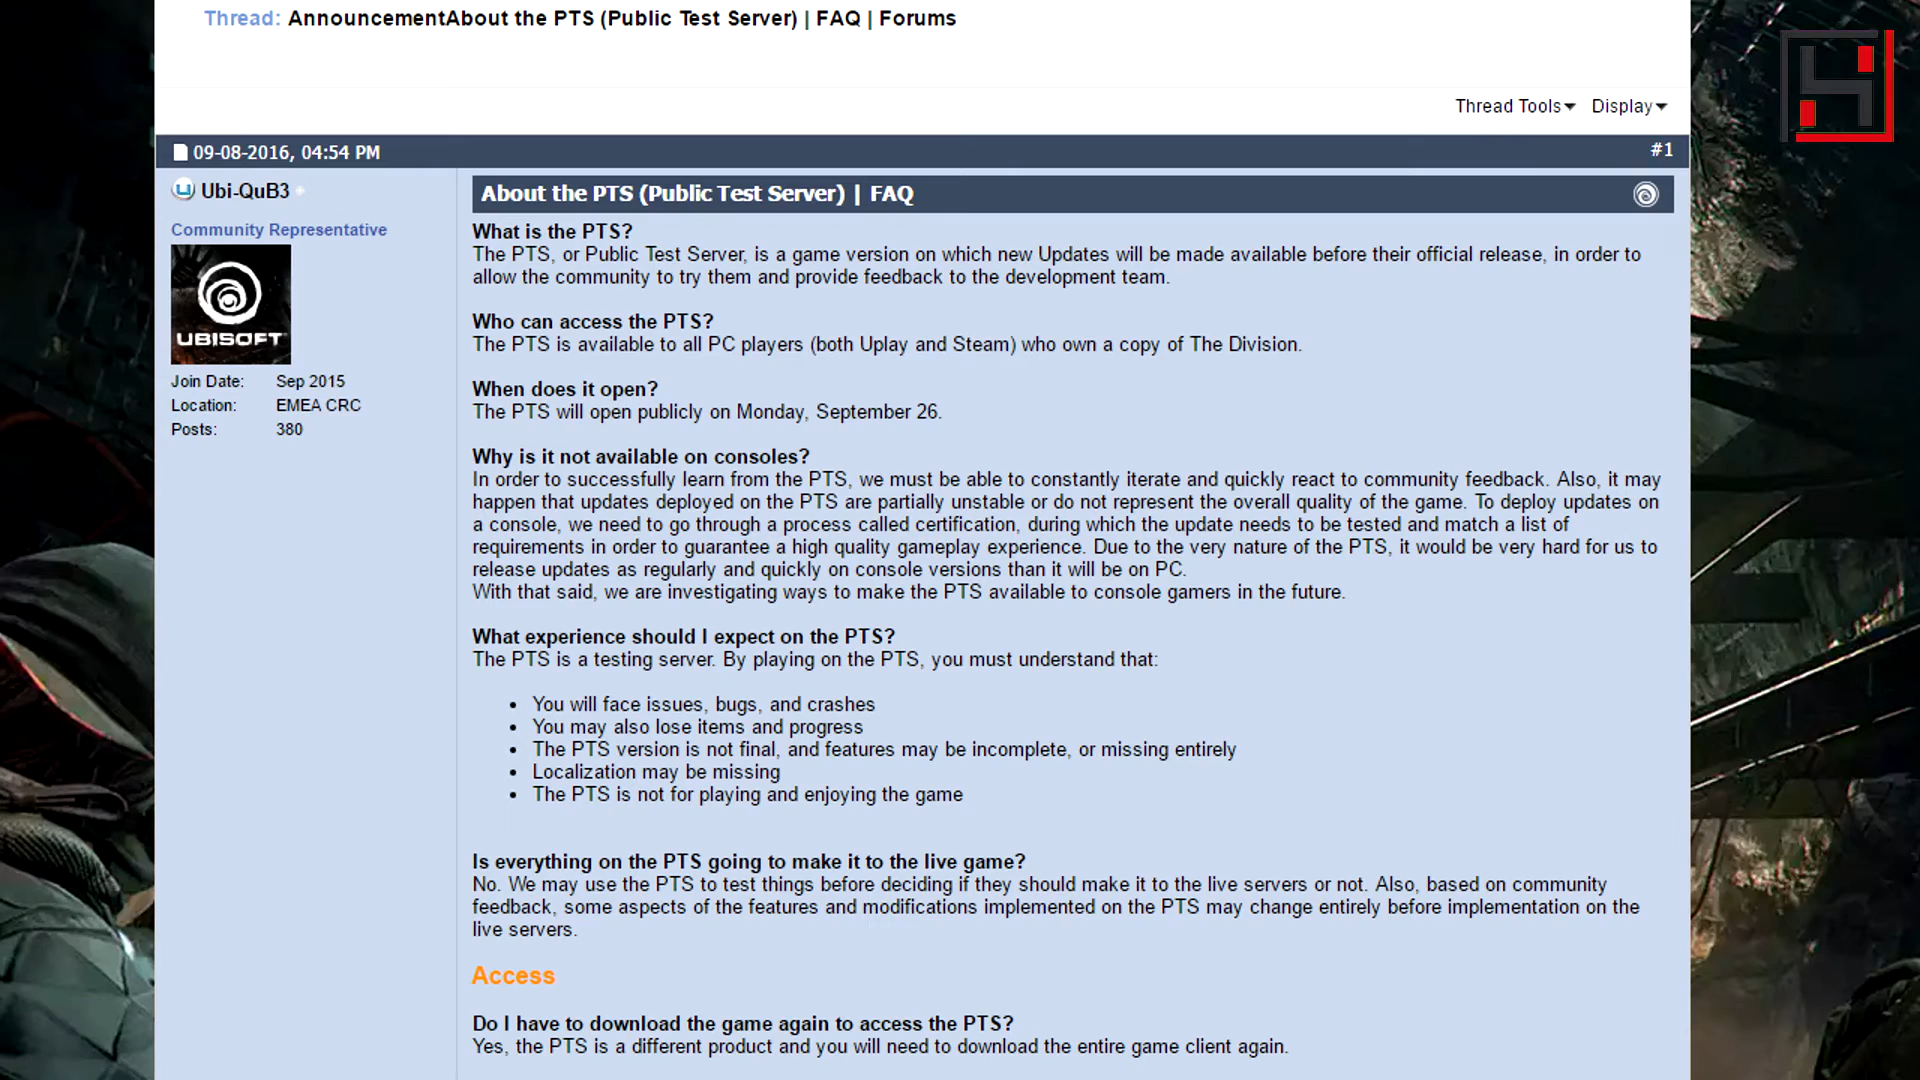 Thread: AnnouncementAbout the PTS (Public Test Server) | FAQ | Forums
Thread Tools Display
09-08-2016, 04:54 PM #1
Ubi-QuB3
Community Representative
UBISOFT
Join Date: Sep 2015
Location: EMEA CRC
Posts: 380
About the PTS (Public Test Server) | FAQ
What is the PTS?
The PTS, or Public Test Server, is a game version on which new Updates will be made available before their official release, in order to
allow the community to try them and provide feedback to the development team.
Who can access the PTS?
The PTS is available to all PC players (both Uplay and Steam) who own a copy of The Division.
When does it open?
The PTS will open publicly on Monday, September 26.
Why is it not available on consoles?
In order to successfully learn from the PTS, we must be able to constantly iterate and quickly react to community feedback. Also, it may
happen that updates deployed on the PTS are partially unstable or do not represent the overall quality of the game. To deploy updates on
a console, we need to go through a process called certification, during which the update needs to be tested and match a list of
requirements in order to guarantee a high quality gameplay experience. Due to the very nature of the PTS, it would be very hard for us to
release updates as regularly and quickly on console versions than it will be on PC.
With that said, we are investigating ways to make the PTS available to console gamers in the future.
What experience should I expect on the PTS?
The PTS is a testing server. By playing on the PTS, you must understand that:
• You will face issues, bugs, and crashes
• You may also lose items and progress
• The PTS version is not final, and features may be incomplete, or missing entirely
• Localization may be missing
• The PTS is not for playing and enjoying the game
Is everything on the PTS going to make it to the live game?
No. We may use the PTS to test things before deciding if they should make it to the live servers or not. Also, based on community
feedback, some aspects of the features and modifications implemented on the PTS may change entirely before implementation on the
live servers.
Access
Do I have to download the game again to access the PTS?
Yes, the PTS is a different product and you will need to download the entire game client again.